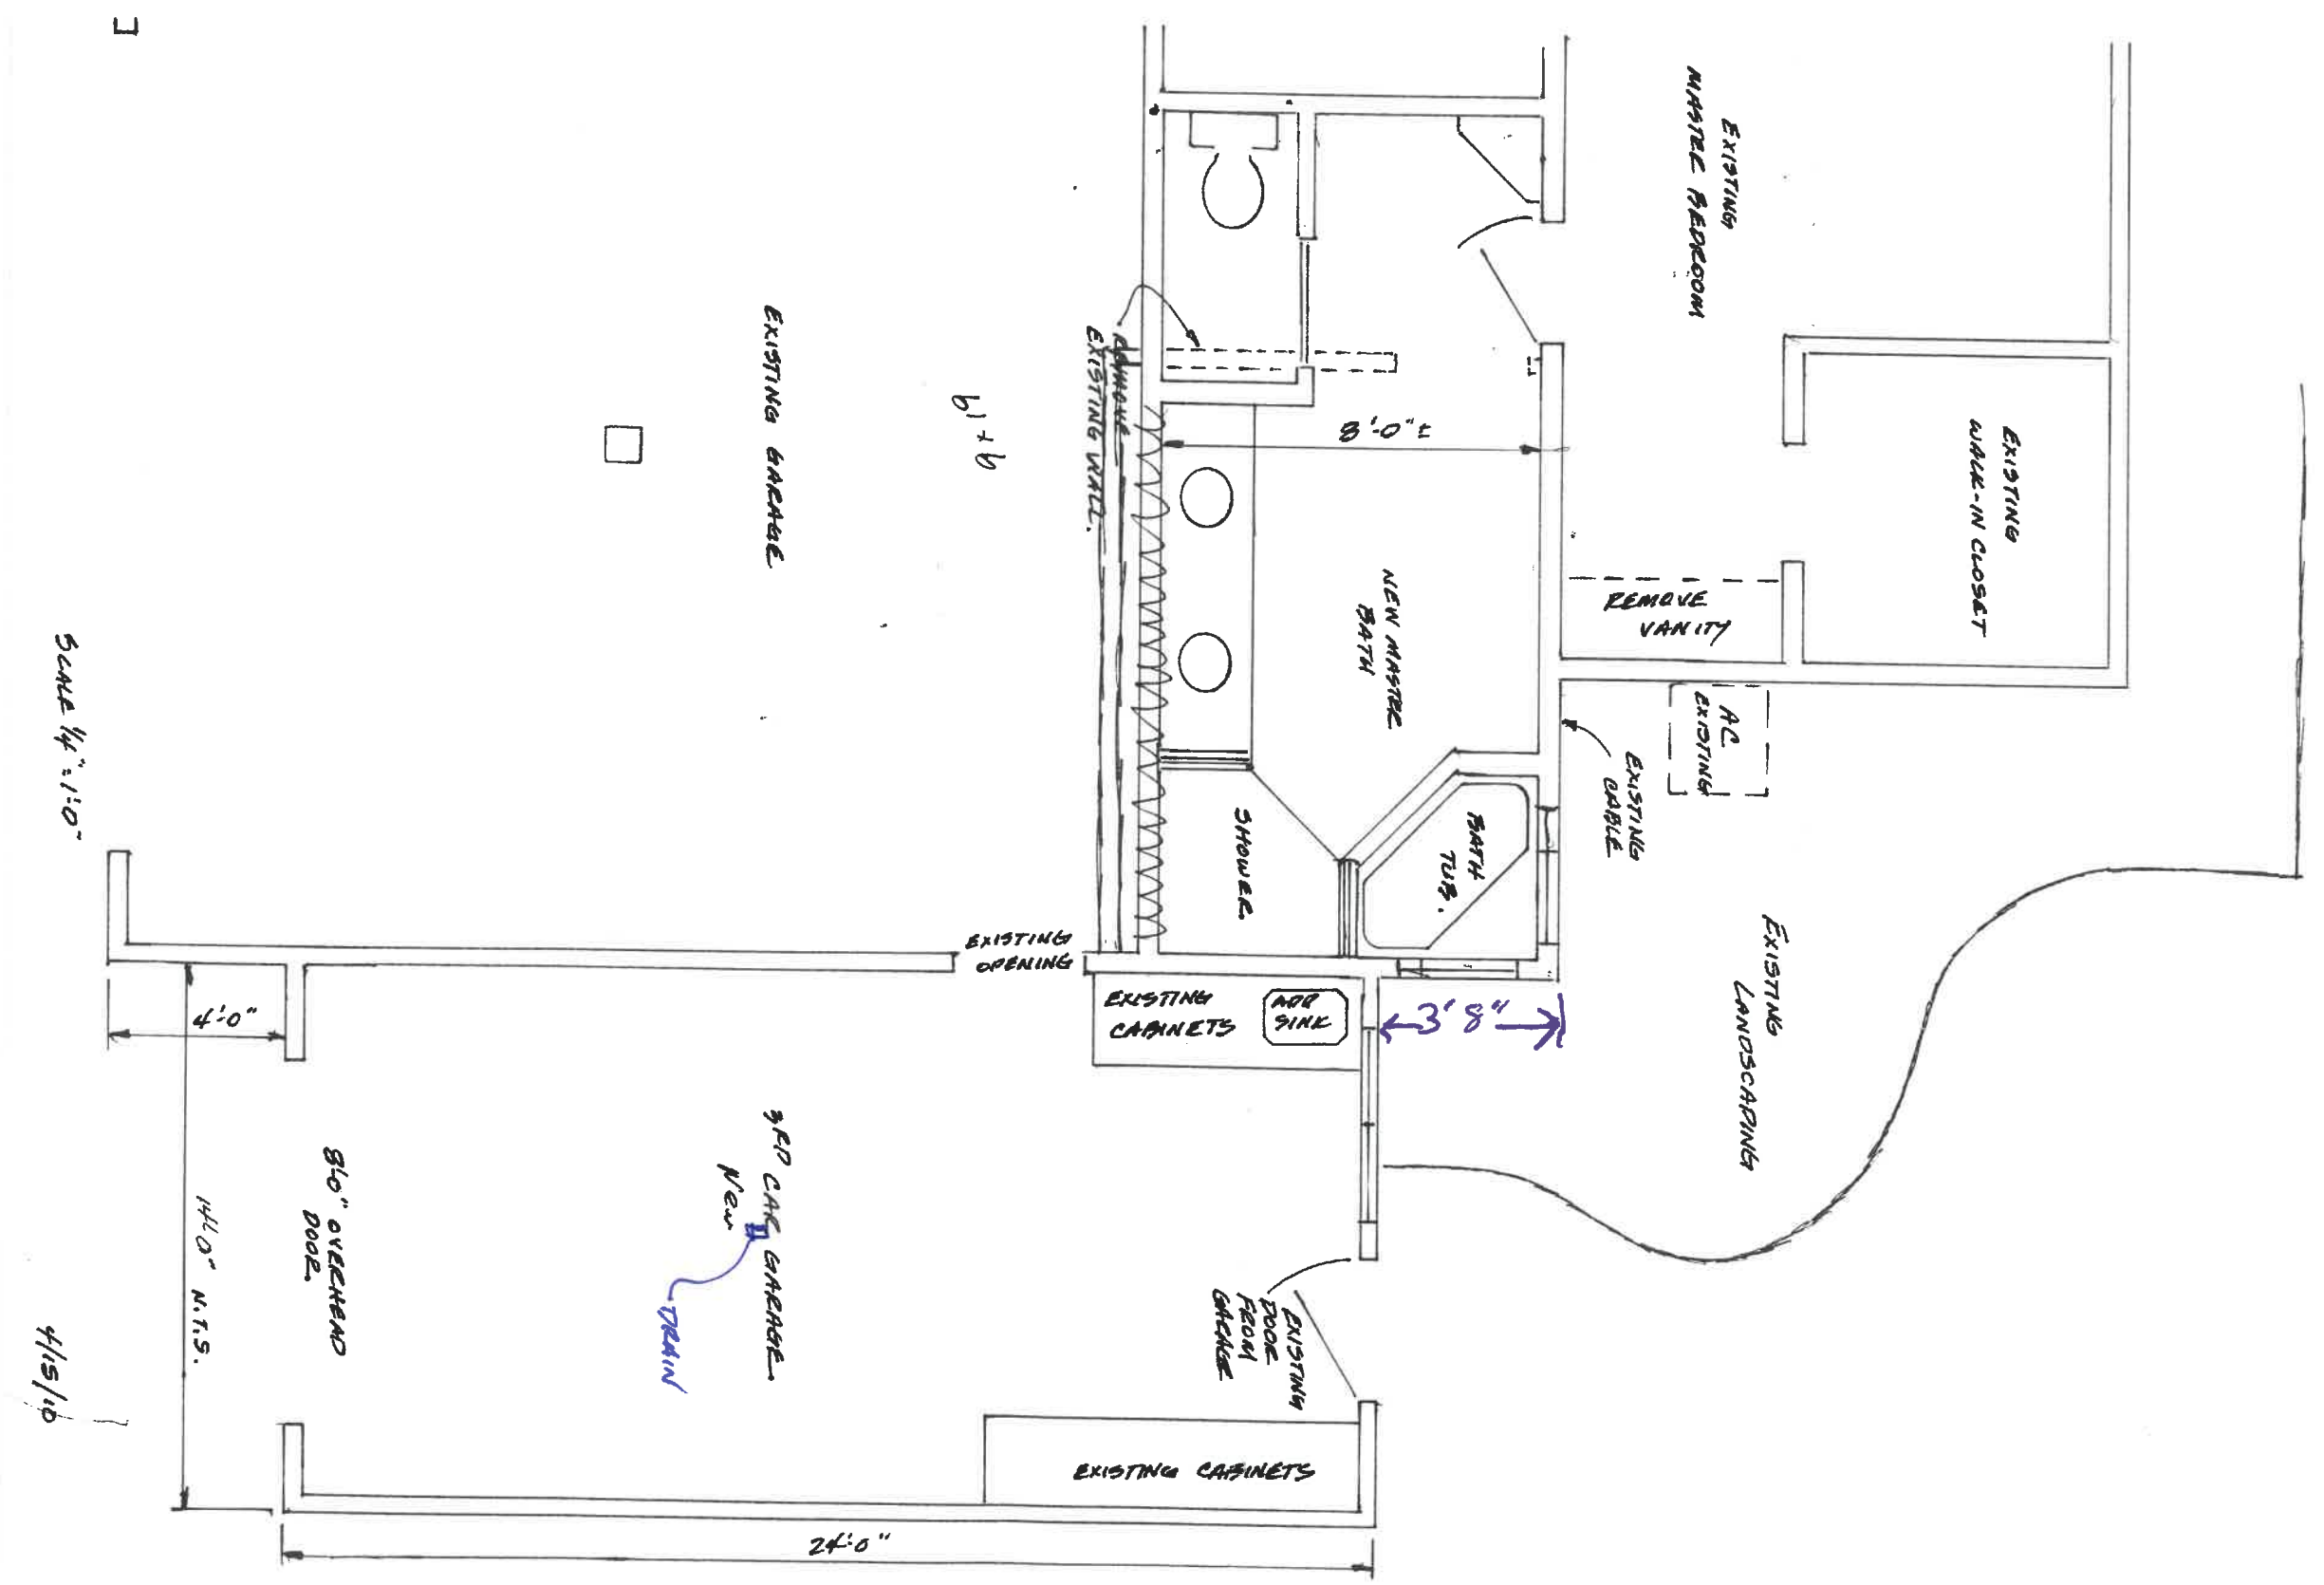 EXISTING
MASTER BEDROOM
EXISTING
WALK-IN CLOSET
REMOVE
VANITY
AC
EXISTING
EXISTING
CABLE
EXISTING
LANDSCAPING
8'-0"±
NEW MASTER
BATH
BATH
TUB.
SHOWER
REMOVE
EXISTING WALL.
EXISTING GARAGE
EXISTING
OPENING
EXISTING
CABINETS
ADD
SINK
3'8"
4'-0"
14'0" N.T.S.
8'-0" OVERHEAD
DOOR.
3RD CAR GARAGE.
New
DRAIN
EXISTING
DOOR
FROM
GARAGE
EXISTING CABINETS
24'-0"
SCALE 1/4" = 1'-0"
4/15/10